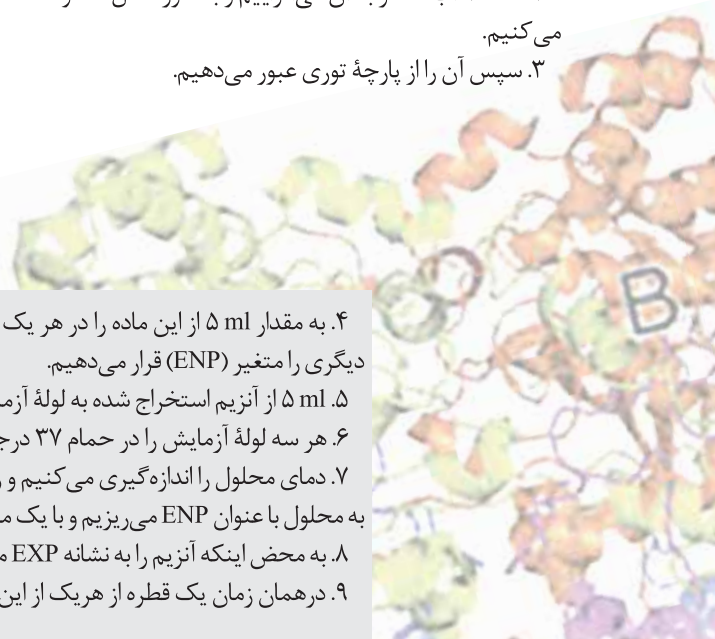 می‌کنیم.
۳. سپس آن را از پارچهٔ توری عبور می‌دهیم.
B
۴. به مقدار ۵ ml از این ماده را در هر یک
دیگری را متغیر (ENP) قرار می‌دهیم.
۵. ۵ ml از آنزیم استخراج شده به لولهٔ
۶. هر سه لولهٔ آزمایش را در حمام ۳۷
۷. دمای محلول را اندازه‌گیری می‌کنیم و
به محلول با عنوان ENP می‌ریزیم و با یک
۸. به محض اینکه آنزیم را به نشانه EXP
۹. درهمان زمان یک قطره از هریک از این